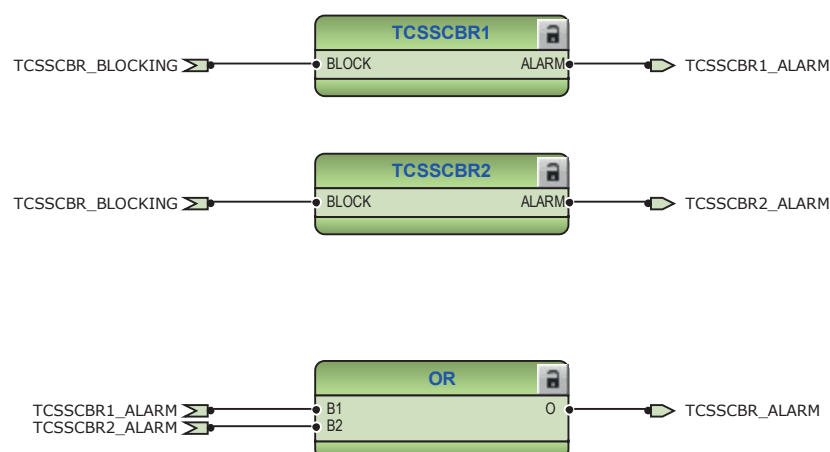 TCSSCBR1
TCSSCBR_BLOCKING BLOCK ALARM TCSSCBR1_ALARM
TCSSCBR2
TCSSCBR_BLOCKING BLOCK ALARM TCSSCBR2_ALARM
OR
TCSSCBR1_ALARM B1 O TCSSCBR_ALARM
TCSSCBR2_ALARM B2